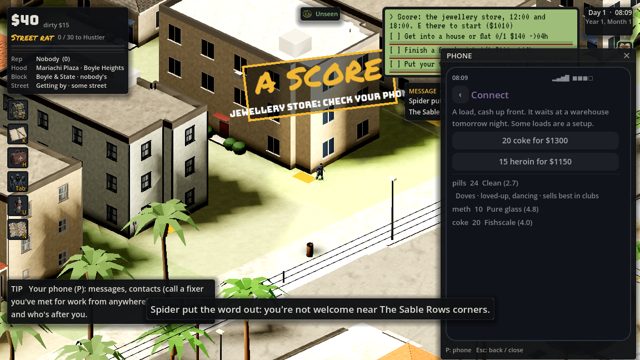 $40 dirty $15
STREET RAT 0 / 30 to Hustler
Rep Nobody (0)
Hood Mariachi Plaza · Boyle Heights
Block Boyle & State · nobody's
Street Getting by · some street
H
Tab
U
Unseen
> Score: the jewellery store, 12:00 and
18:00. E there to start ($1010)
[ ] Get into a house or flat 0/1 $140
[ ] Finish a
[ ] Put your
Day 1 · 08:09
Year 1, Month 1
A SCORE
JEWELLERY STORE: CHECK YOUR PHO
MESSAGE
Spider pu
The Sable
PHONE ✕
08:09
‹ Connect
A load, cash up front. It waits at a warehouse
tomorrow night. Some loads are a setup.
20 coke for $1300
15 heroin for $1150
pills 24 Clean (2.7)
Doves · loved-up, dancing · sells best in clubs
meth 10 Pure glass (4.8)
coke 20 Fishscale (4.0)
P: phone Esc: back / close
TIP Your phone (P): messages, contacts (call a fixer
you've met for work from anywhere
and who's after you.
Spider put the word out: you're not welcome near The Sable Rows corners.